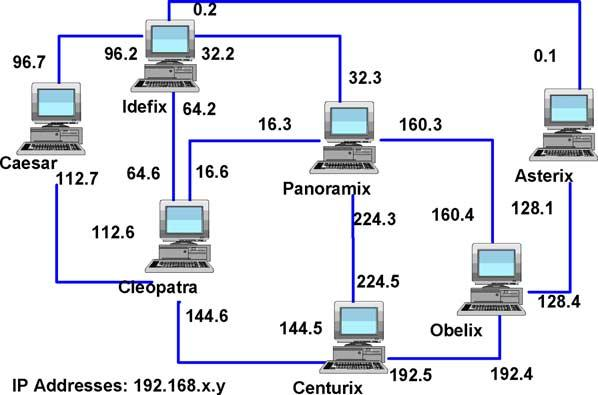 0.2
96.7
96.2
32.2
0.1
32.3
Idefix
64.2
16.3
160.3
Caesar
112.7
64.6
16.6
Panoramix
Asterix
128.1
160.4
224.3
112.6
Cleopatra
224.5
128.4
144.6
144.5
Obelix
192.5
192.4
IP Addresses: 192.168.x.y
Centurix